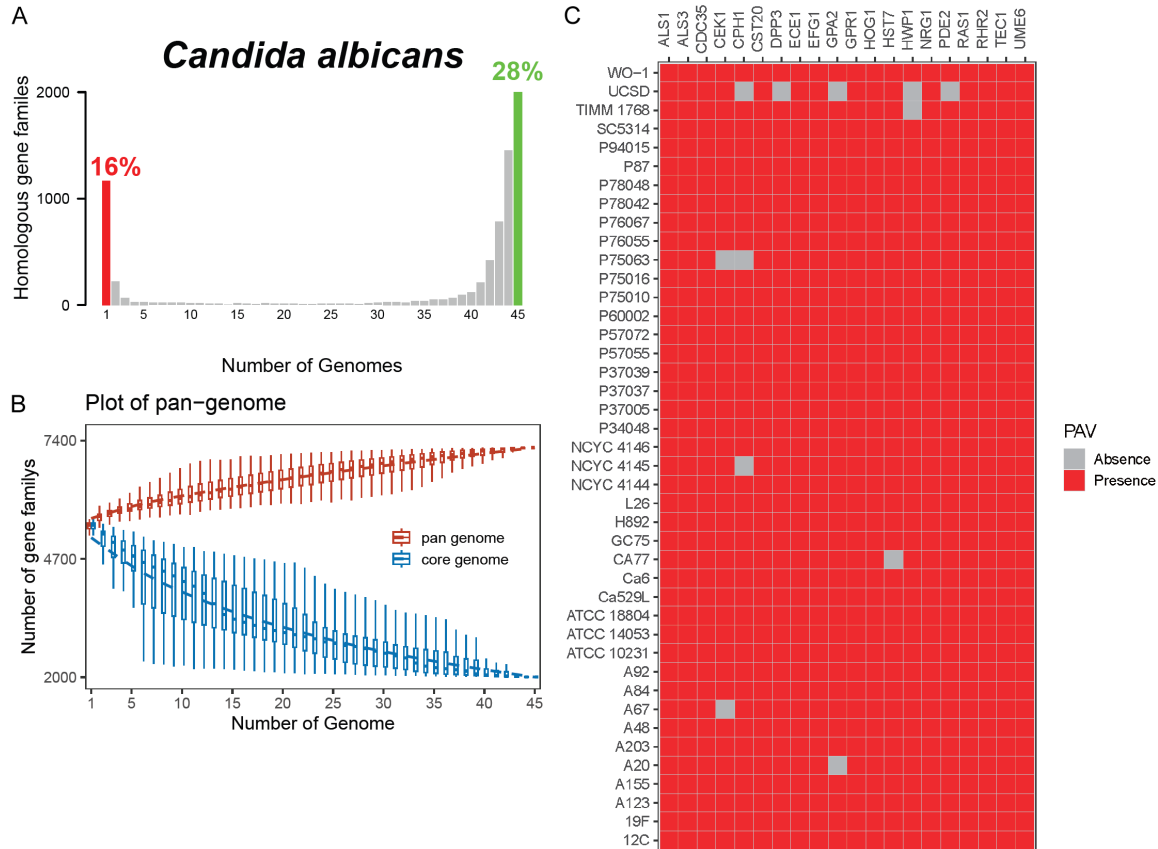 A
Candida albicans
28%
16%
Homologous gene familes
2000
1000
0
1 5 10 15 20 25 30 35 40 45
Number of Genomes
B
Plot of pan−genome
Number of gene familys
7400
4700
2000
pan genome
core genome
1 5 10 15 20 25 30 35 40 45
Number of Genome
C
ALS1
ALS3
CDC35
CEK1
CPH1
CST20
DPP3
ECE1
EFG1
GPA2
GPR1
HOG1
HST7
HWP1
NRG1
PDE2
RAS1
RHR2
TEC1
UME6
WO−1
UCSD
TIMM 1768
SC5314
P94015
P87
P78048
P78042
P76067
P76055
P75063
P75016
P75010
P60002
P57072
P57055
P37039
P37037
P37005
P34048
NCYC 4146
NCYC 4145
NCYC 4144
L26
H892
GC75
CA77
Ca6
Ca529L
ATCC 18804
ATCC 14053
ATCC 10231
A92
A84
A67
A48
A203
A20
A155
A123
19F
12C
PAV
Absence
Presence